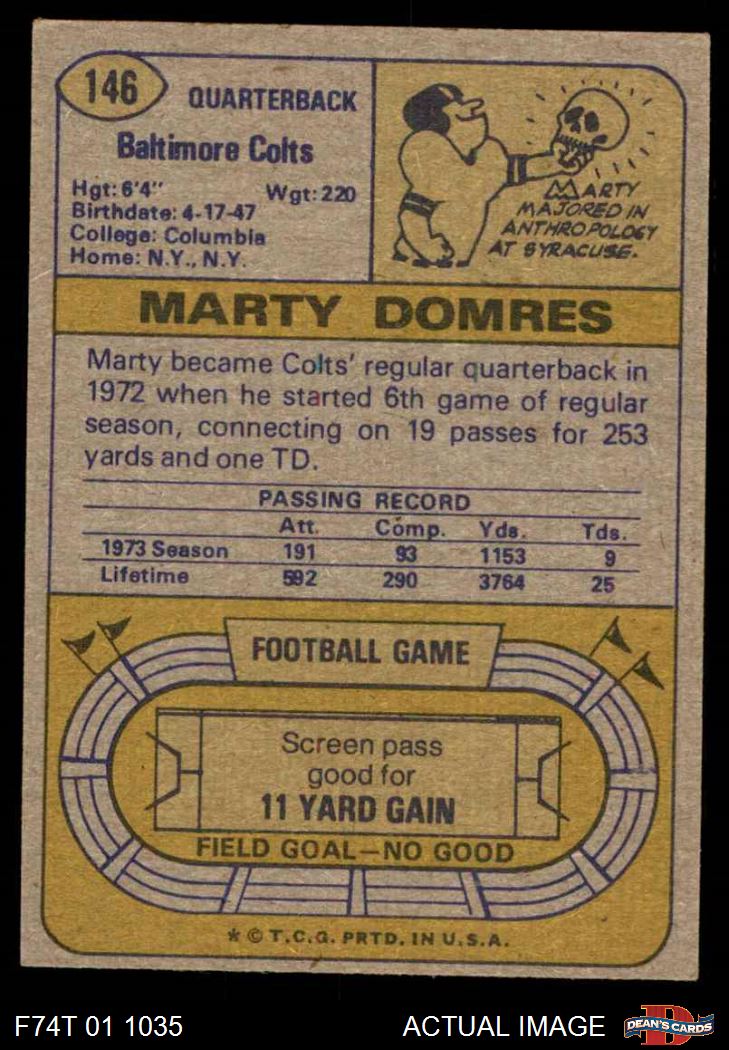 146
QUARTERBACK
Baltimore Colts
Hgt: 6'4" Wgt: 220
Birthdate: 4-17-47
College: Columbia
Home: N.Y., N.Y.
MARTY
MAJORED IN
ANTHROPOLOGY
AT SYRACUSE.
MARTY DOMRES
Marty became Colts' regular quarterback in
1972 when he started 6th game of regular
season, connecting on 19 passes for 253
yards and one TD.
PASSING RECORD
Att. Comp. Yds. Tds.
1973 Season 191 93 1153 9
Lifetime 592 290 3764 25
FOOTBALL GAME
Screen pass
good for
11 YARD GAIN
FIELD GOAL—NO GOOD
* © T.C.G. PRTD. IN U.S.A.
F74T 01 1035 ACTUAL IMAGE DEAN'S CARDS